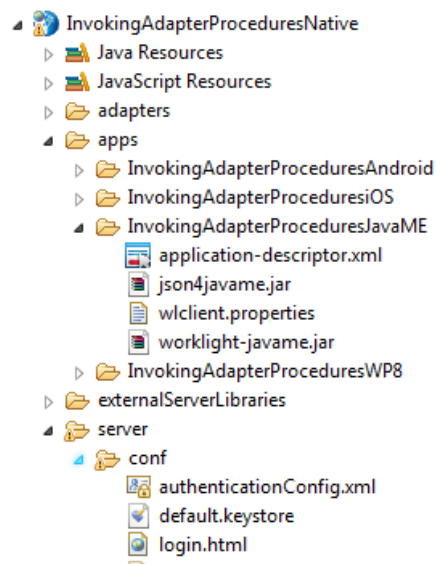 InvokingAdapterProceduresNative
Java Resources
JavaScript Resources
adapters
apps
InvokingAdapterProceduresAndroid
InvokingAdapterProceduresiOS
InvokingAdapterProceduresJavaME
application-descriptor.xml
json4javame.jar
wlclient.properties
worklight-javame.jar
InvokingAdapterProceduresWP8
externalServerLibraries
server
conf
authenticationConfig.xml
default.keystore
login.html